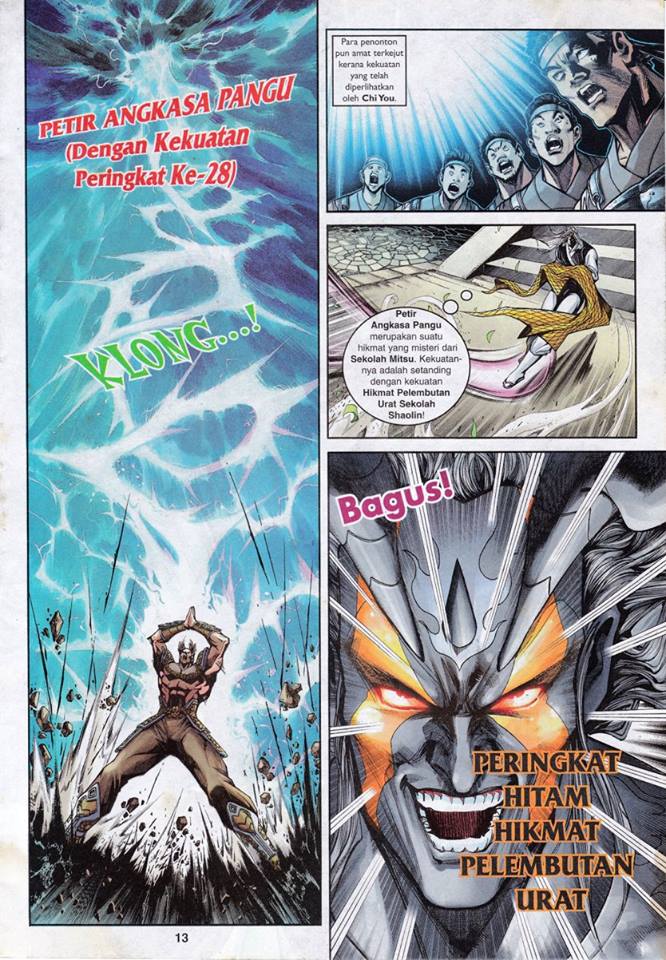 PETIR ANGKASA PANGU
(Dengan Kekuatan
Peringkat Ke-28)
KLONG...!
Para penonton
pun amat terkejut
kerana kekuatan
yang telah
diperlihatkan
oleh Chi You.
Petir
Angkasa Pangu
merupakan suatu
hikmat yang misteri dari
Sekolah Mitsu. Kekuatan-
nya adalah setanding
dengan kekuatan
Hikmat Pelembutan
Urat Sekolah
Shaolin!
Bagus!
PERINGKAT
HITAM
HIKMAT
PELEMBUTAN
URAT
13